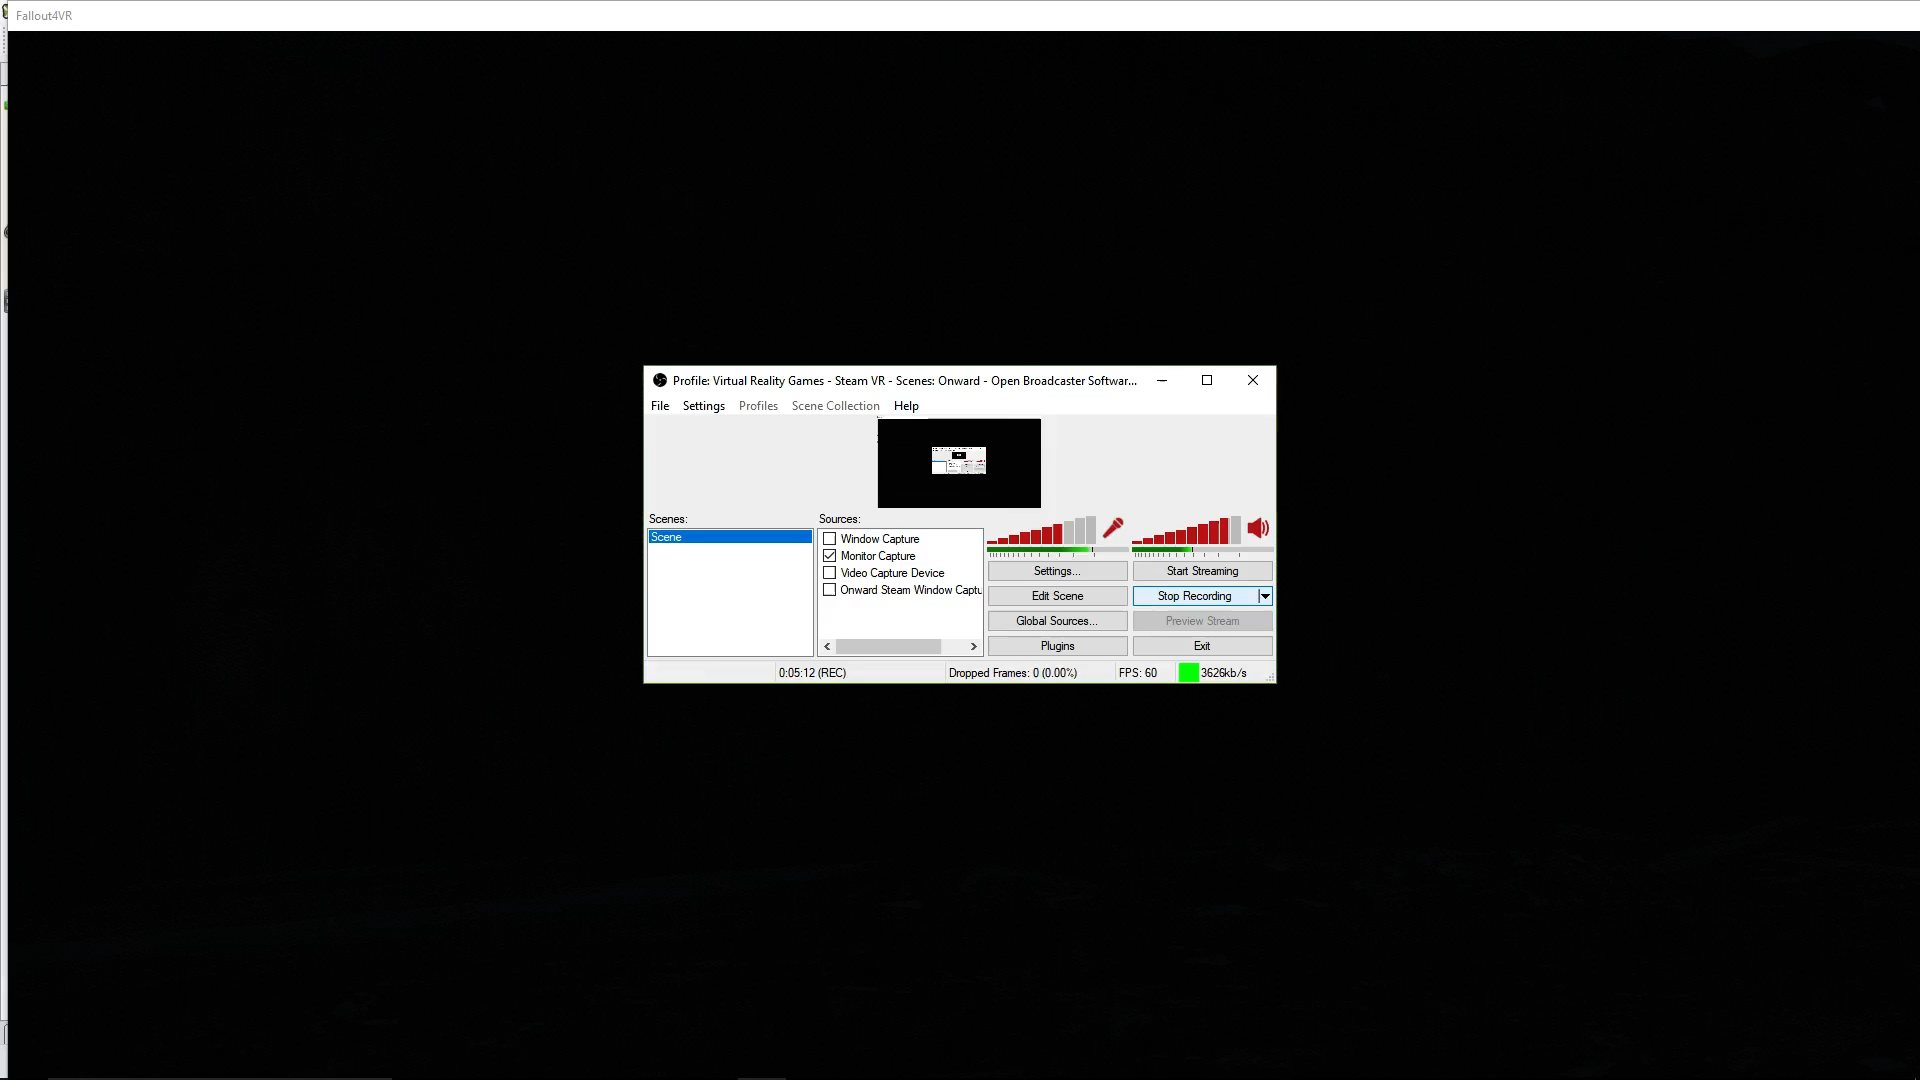 Fallout4VR
Profile: Virtual Reality Games - Steam VR - Scenes: Onward - Open Broadcaster Softwar...
File Settings Profiles Scene Collection Help
Scenes:
Scene
Sources:
Window Capture
Monitor Capture
Video Capture Device
Onward Steam Window Captu
Settings...
Start Streaming
Edit Scene
Stop Recording
Global Sources...
Preview Stream
Plugins
Exit
0:05:12 (REC)
Dropped Frames: 0 (0.00%)
FPS: 60
3626kb/s